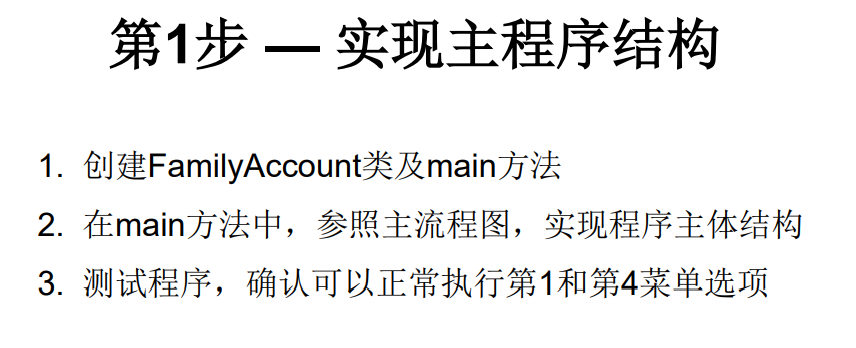 第1步 — 实现主程序结构
1. 创建FamilyAccount类及main方法
2. 在main方法中，参照主流程图，实现程序主体结构
3. 测试程序，确认可以正常执行第1和第4菜单选项